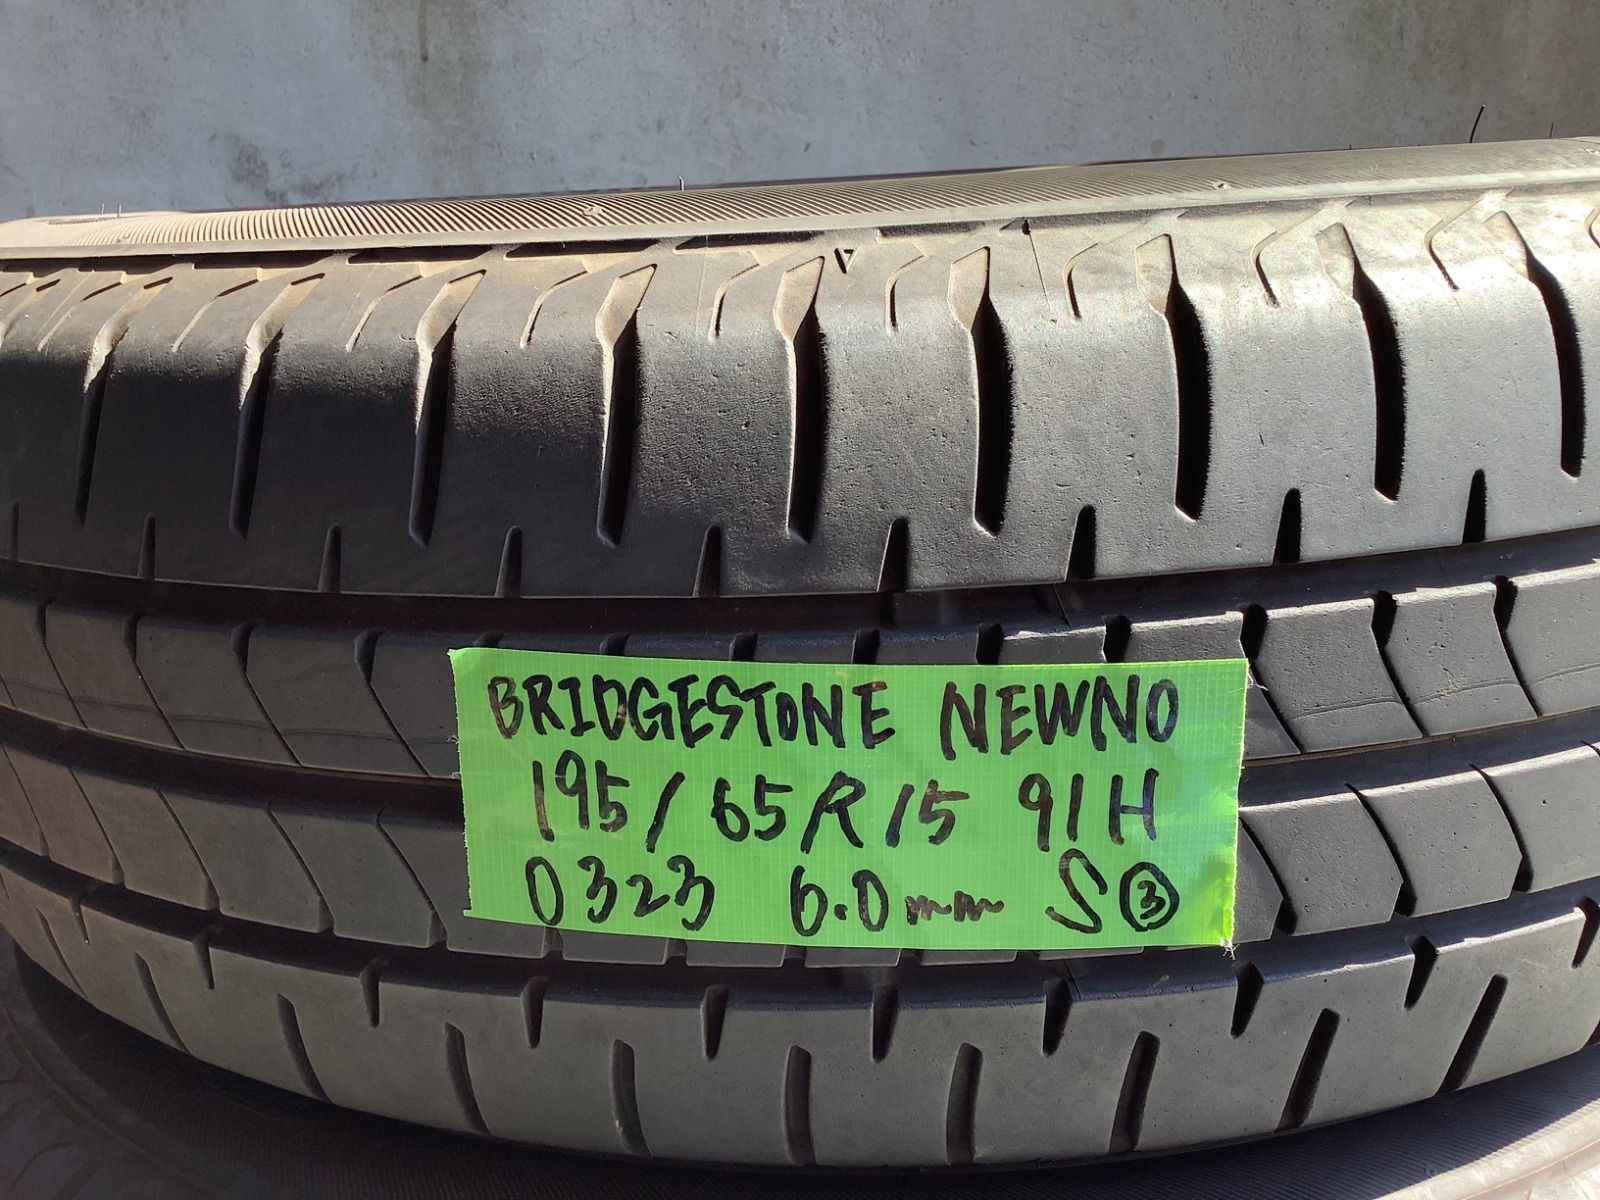 BRIDGESTONE NEWNO
195/65R15 91H
0323 6.0mm S③